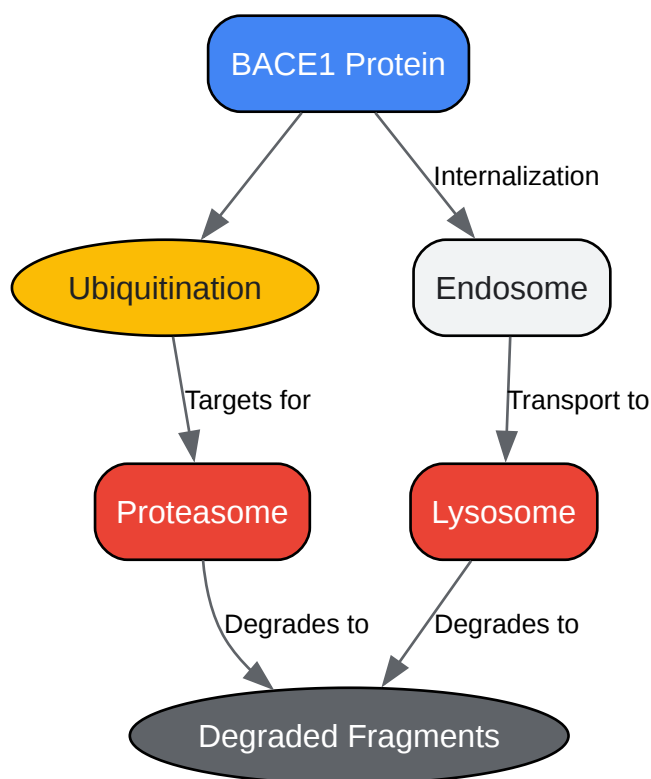 BACE1 Protein
Internalization
Ubiquitination
Endosome
Targets for
Transport to
Proteasome
Lysosome
Degrades to
Degrades to
Degraded Fragments